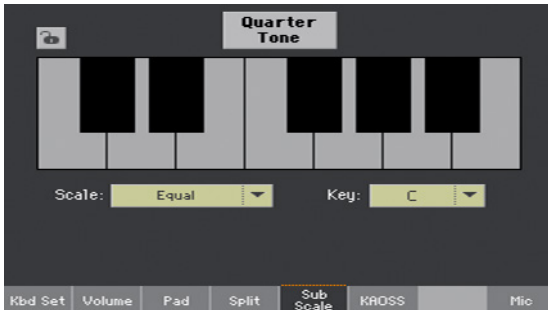 Quarter
Tone
Scale: Equal Key: C
Kbd Set Volume Pad Split Sub Scale KAOSS Mic